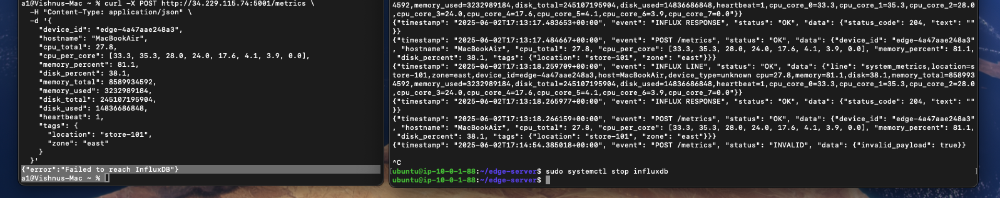 a1@Vishnus-Mac ~ % curl -X POST http://34.229.115.74:5001/metrics \
  -H "Content-Type: application/json" \
  -d '{
    "device_id": "edge-4a47aae248a3",
    "hostname": "MacBookAir",
    "cpu_total": 27.8,
    "cpu_per_core": [33.3, 35.3, 28.0, 24.0, 17.6, 4.1, 3.9, 0.0],
    "memory_percent": 81.1,
    "disk_percent": 38.1,
    "memory_total": 8589934592,
    "memory_used": 3232989184,
    "disk_total": 245107195904,
    "disk_used": 14836686848,
    "heartbeat": 1,
    "tags": {
      "location": "store-101",
      "zone": "east"
    }
  }'
{"error":"Failed to reach InfluxDB"}
a1@Vishnus-Mac ~ %
4592,memory_used=3232989184,disk_total=245107195904,disk_used=14836686848,heartbeat=1,cpu_core_0=33.3,cpu_core_1=35.3,cpu_core_2=28.0
,cpu_core_3=24.0,cpu_core_4=17.6,cpu_core_5=4.1,cpu_core_6=3.9,cpu_core_7=0.0"}}
{"timestamp": "2025-06-02T17:13:17.483653+00:00", "event": "INFLUX RESPONSE", "status": "OK", "data": {"status_code": 204, "text": ""
}}
{"timestamp": "2025-06-02T17:13:17.484667+00:00", "event": "POST /metrics", "status": "OK", "data": {"device_id": "edge-4a47aae248a3"
, "hostname": "MacBookAir", "cpu_total": 27.8, "cpu_per_core": [33.3, 35.3, 28.0, 24.0, 17.6, 4.1, 3.9, 0.0], "memory_percent": 81.1,
 "disk_percent": 38.1, "tags": {"location": "store-101", "zone": "east"}}}
{"timestamp": "2025-06-02T17:13:18.259709+00:00", "event": "INFLUX LINE", "status": "OK", "data": {"line": "system_metrics,location=s
tore-101,zone=east,device_id=edge-4a47aae248a3,host=MacBookAir,device_type=unknown cpu=27.8,memory=81.1,disk=38.1,memory_total=858993
4592,memory_used=3232989184,disk_total=245107195904,disk_used=14836686848,heartbeat=1,cpu_core_0=33.3,cpu_core_1=35.3,cpu_core_2=28.0
,cpu_core_3=24.0,cpu_core_4=17.6,cpu_core_5=4.1,cpu_core_6=3.9,cpu_core_7=0.0"}}
{"timestamp": "2025-06-02T17:13:18.265977+00:00", "event": "INFLUX RESPONSE", "status": "OK", "data": {"status_code": 204, "text": ""
}}
{"timestamp": "2025-06-02T17:13:18.266159+00:00", "event": "POST /metrics", "status": "OK", "data": {"device_id": "edge-4a47aae248a3"
, "hostname": "MacBookAir", "cpu_total": 27.8, "cpu_per_core": [33.3, 35.3, 28.0, 24.0, 17.6, 4.1, 3.9, 0.0], "memory_percent": 81.1,
 "disk_percent": 38.1, "tags": {"location": "store-101", "zone": "east"}}}
{"timestamp": "2025-06-02T17:14:54.385018+00:00", "event": "POST /metrics", "status": "INVALID", "data": {"invalid_payload": true}}
^C
ubuntu@ip-10-0-1-88:~/edge-server$ sudo systemctl stop influxdb
ubuntu@ip-10-0-1-88:~/edge-server$